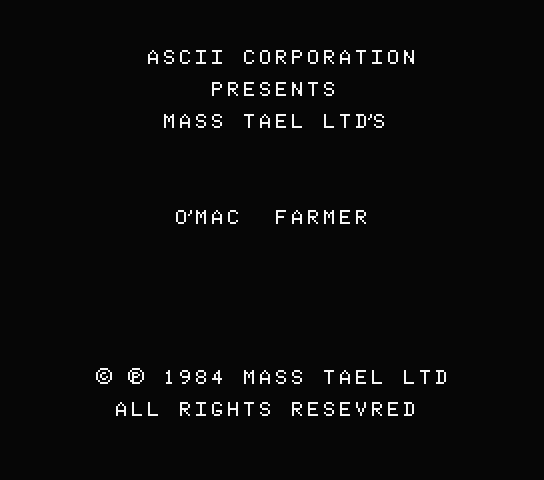 ASCII CORPORATION
PRESENTS
MASS TAEL LTD'S
O'MAC FARMER
© ℗ 1984 MASS TAEL LTD
ALL RIGHTS RESEVRED